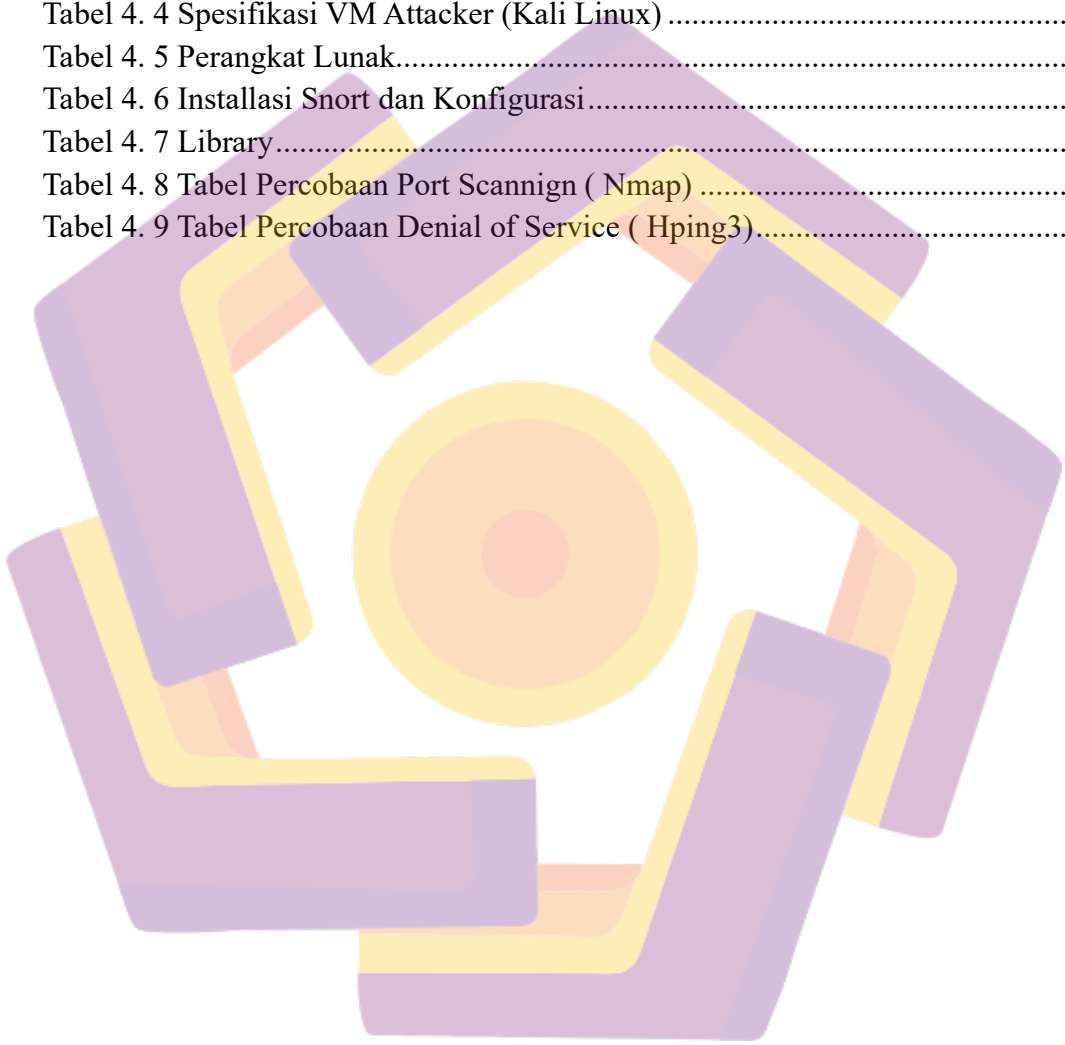 Tabel 4. 4 Spesifikasi VM Attacker (Kali Linux) ..........................................
Tabel 4. 5 Perangkat Lunak.......................................................................
Tabel 4. 6 Installasi Snort dan Konfigurasi..................................................
Tabel 4. 7 Library.....................................................................................
Tabel 4. 8 Tabel Percobaan Port Scannign ( Nmap) .....................................
Tabel 4. 9 Tabel Percobaan Denial of Service ( Hping3)................................